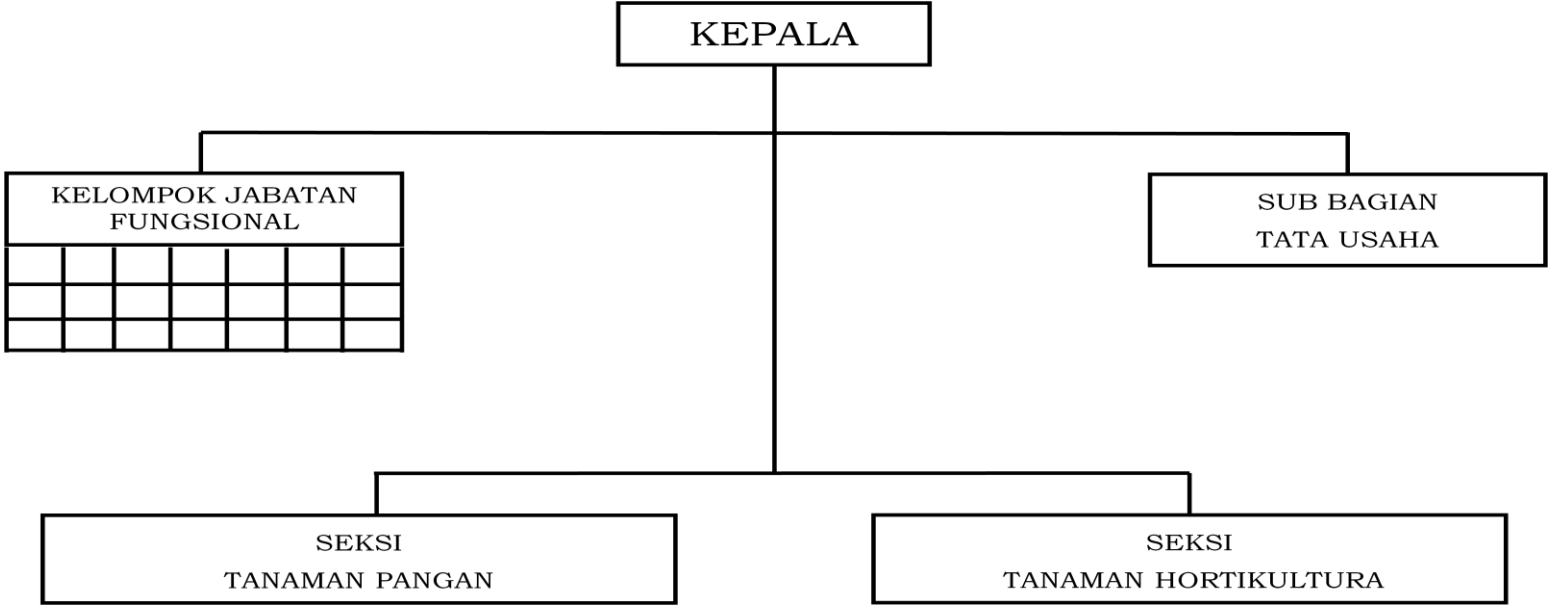 KEPALA
KELOMPOK JABATAN
FUNGSIONAL
SUB BAGIAN
TATA USAHA
SEKSI
TANAMAN PANGAN
SEKSI
TANAMAN HORTIKULTURA